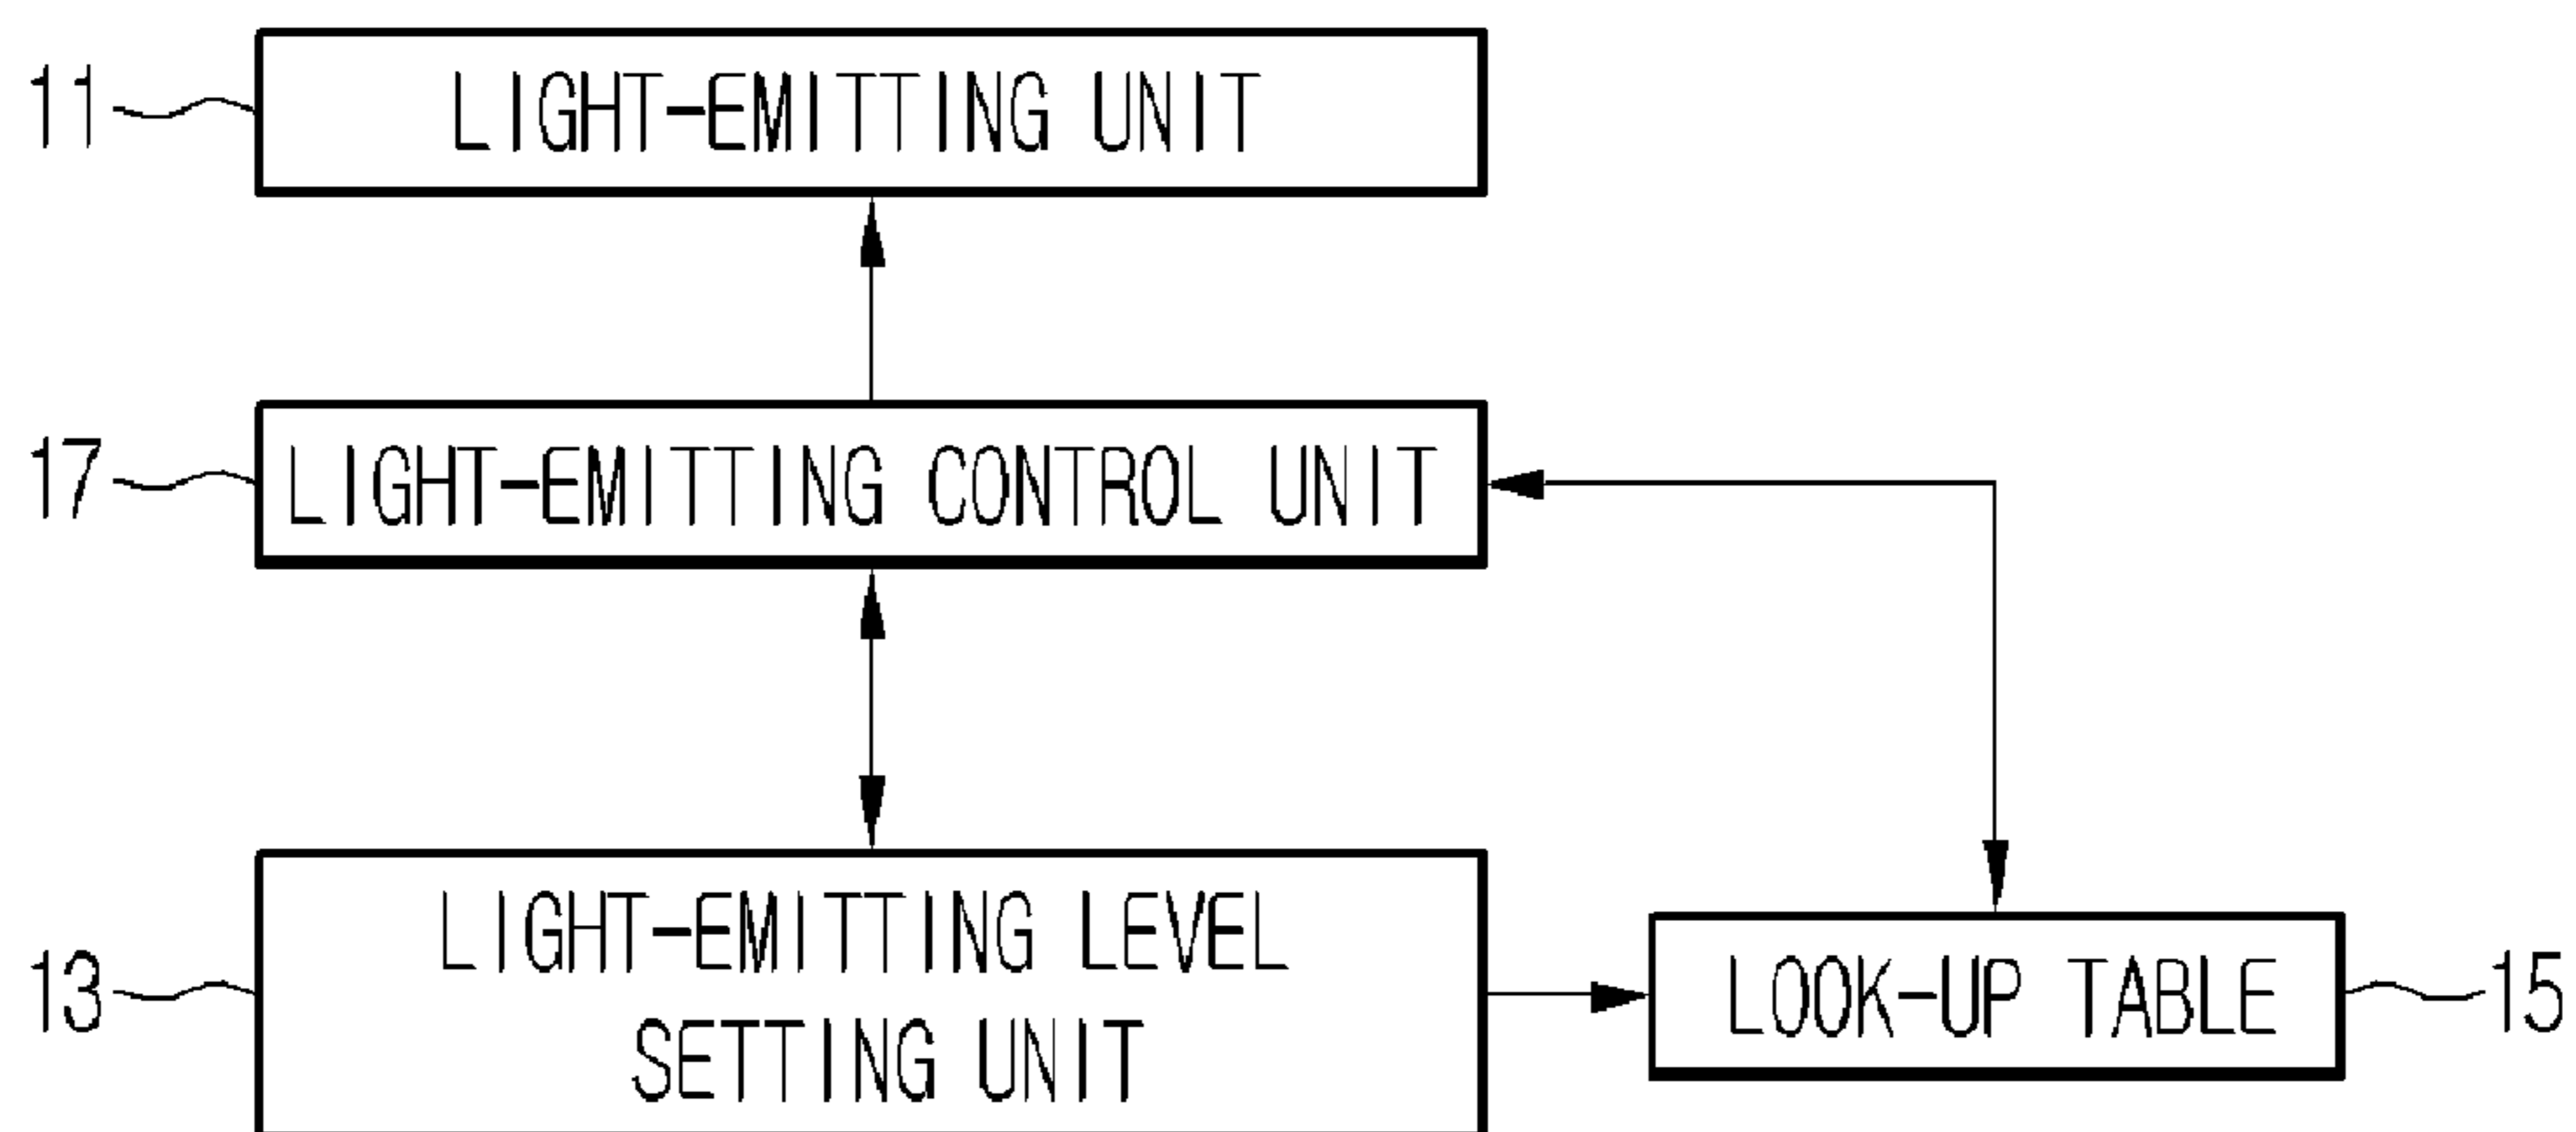 11
LIGHT-EMITTING UNIT
17
LIGHT-EMITTING CONTROL UNIT
13
LIGHT-EMITTING LEVEL
SETTING UNIT
LOOK-UP TABLE
15